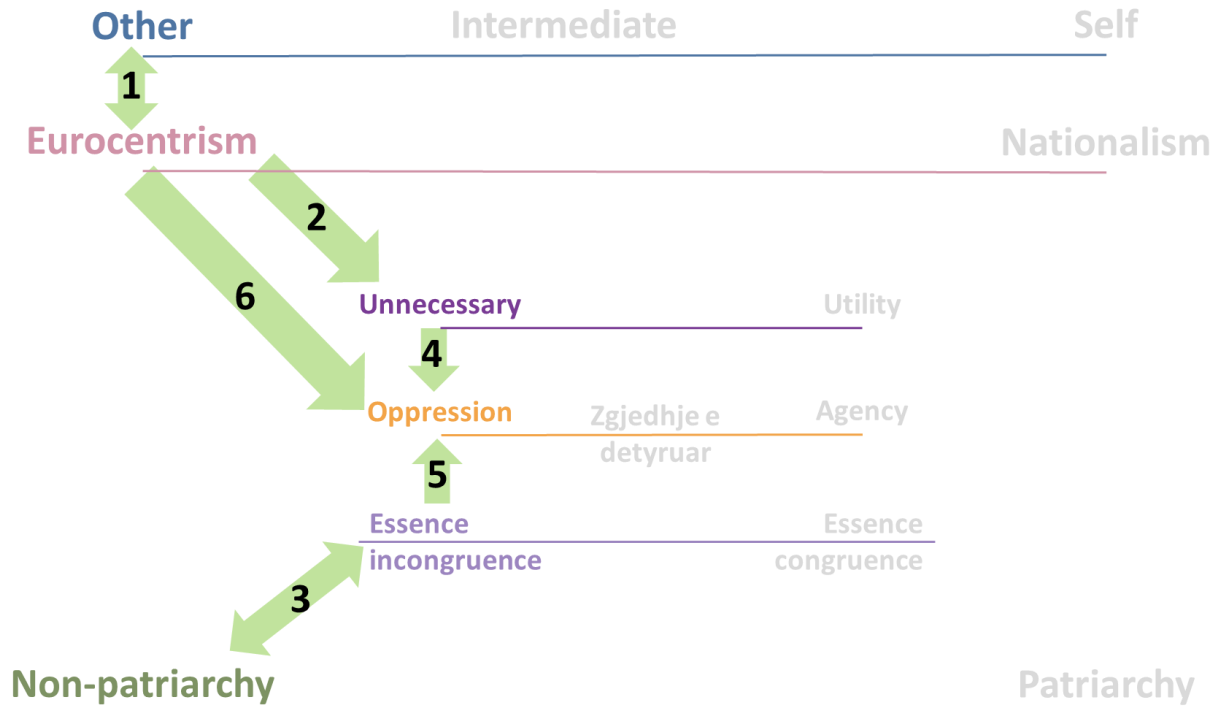 Other Intermediate Self
1
Eurocentrism Nationalism
2
6
Unnecessary Utility
4
Oppression Zgjedhje e Agency
detyruar
5
Essence Essence
incongruence congruence
3
Non-patriarchy Patriarchy